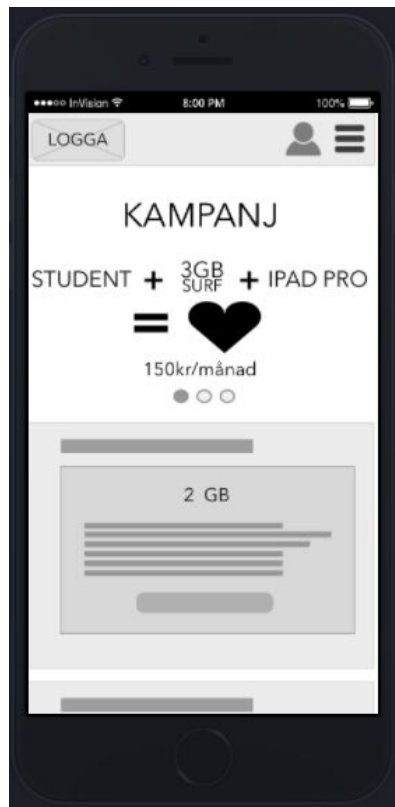 InVision 8:00 PM 100%
LOGGA
KAMPANJ
STUDENT + 3GB SURF + IPAD PRO
=
150kr/månad
2 GB